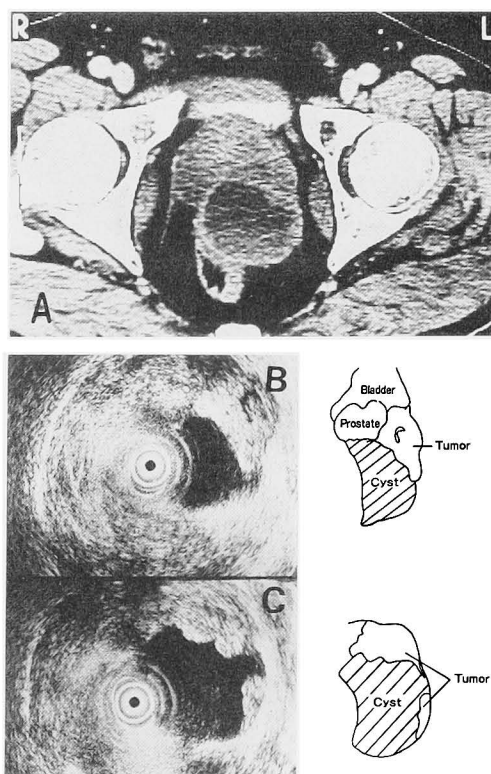 R
L
A
B
Bladder
Prostate
Tumor
Cyst
C
Tumor
Cyst